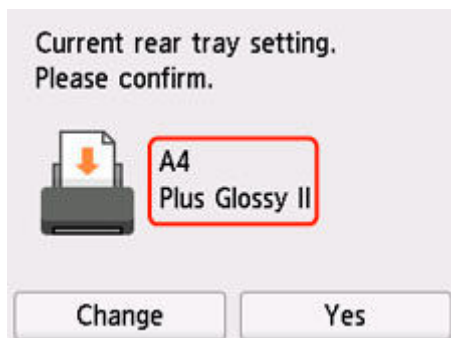 Current rear tray setting.
Please confirm.
A4
Plus Glossy II
Change
Yes